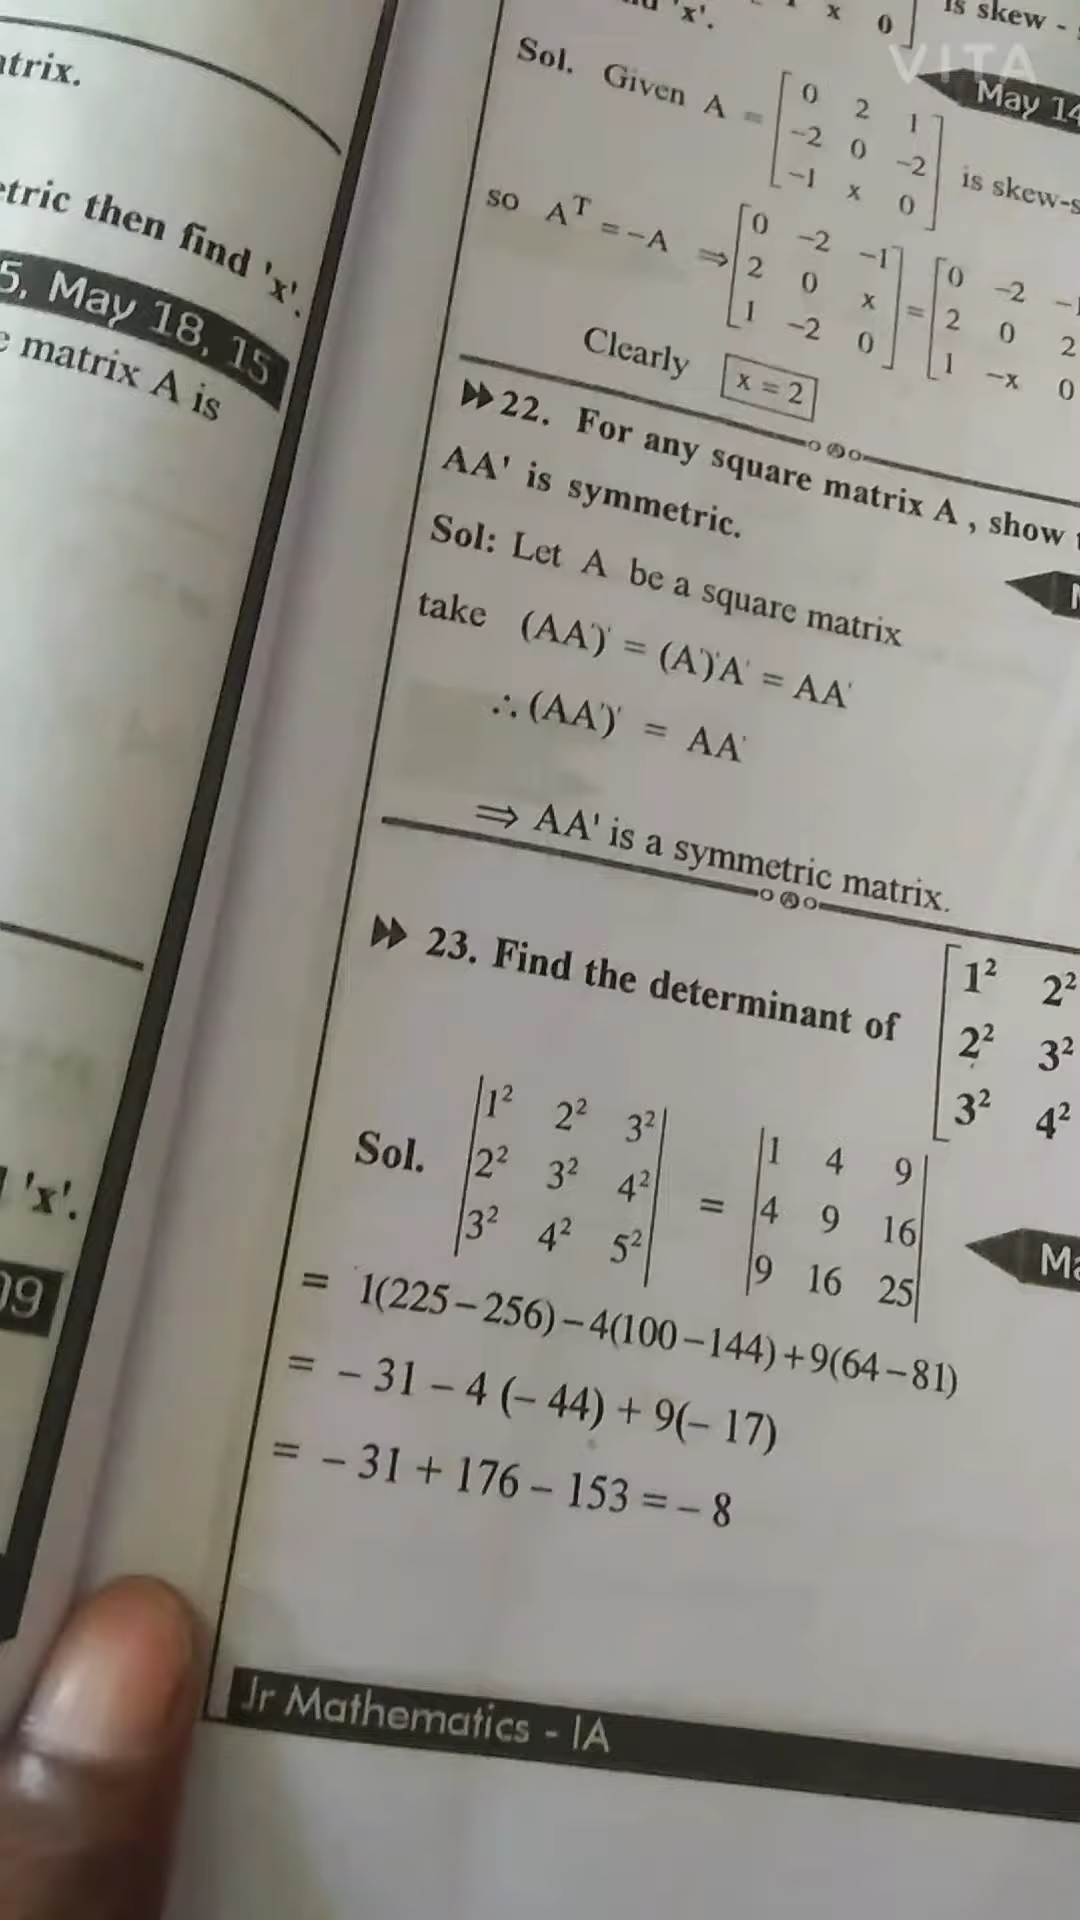 atrix.
etric then find 'x'.
5, May 18, 15
matrix A is
'x'.
09
'x'.
x 0
is skew -
VITA
May 14
Sol. Given A = [0 2 1
-2 0 -2
-1 x 0] is skew-s
so A^T = -A ⇒ [0 -2 -1
2 0 x
1 -2 0] = [0 -2 -1
2 0 2
1 -x 0
Clearly x = 2
22. For any square matrix A , show
AA' is symmetric.
Sol: Let A be a square matrix
take (AA')' = (A')'A' = AA'
∴ (AA')' = AA'
⇒ AA' is a symmetric matrix.
23. Find the determinant of [1² 2²
2² 3²
3² 4²
Sol. |1² 2² 3²
2² 3² 4²
3² 4² 5²| = |1 4 9
4 9 16
9 16 25|
Ma
= 1(225-256)-4(100-144)+9(64-81)
= - 31 - 4 (- 44) + 9(- 17)
= - 31 + 176 - 153 = - 8
Jr Mathematics - IA